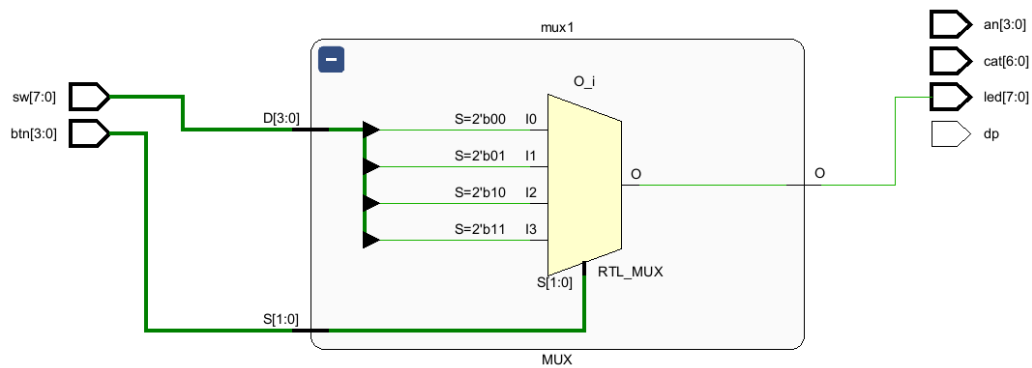 mux1
an[3:0]
cat[6:0]
O_i
sw[7:0]
led[7:0]
D[3:0]
S=2'b00 I0
btn[3:0]
dp
S=2'b01 I1
O
O
S=2'b10 I2
S=2'b11 I3
RTL_MUX
S[1:0]
S[1:0]
MUX